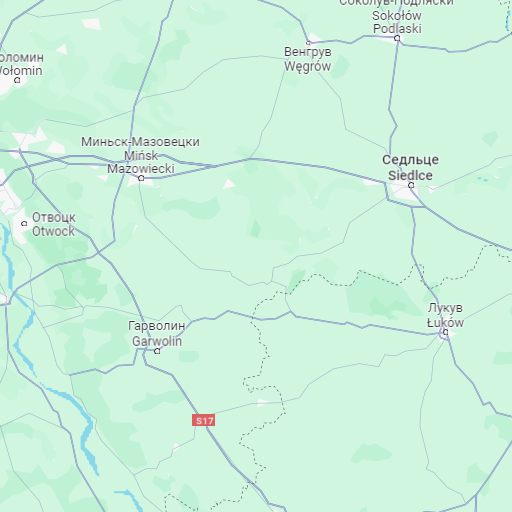 Соколув-Подляски
Sokołów
Podlaski
Венгрув
Węgrów
оломин
Wołomin
Миньск-Мазовецки
Mińsk
Mazowiecki
Седльце
Siedlce
Отвоцк
Otwock
Лукув
Łuków
Гарволин
Garwolin
S17